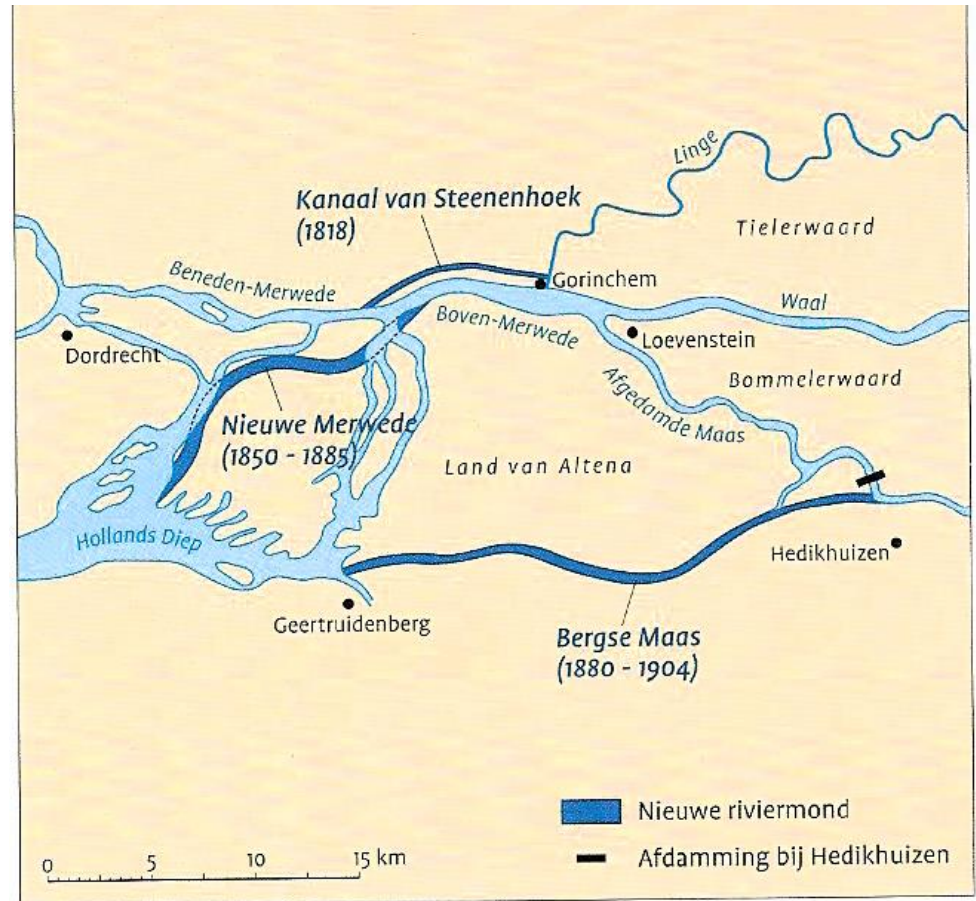 Linge
Kanaal van Steenenhoek
(1818)
Tielerwaard
Beneden-Merwede
Gorinchem
Waal
Boven-Merwede
Loevenstein
Dordrecht
Afgedamde Maas
Bommelerwaard
Nieuwe Merwede
(1850 - 1885)
Land van Altena
Hollands Diep
Hedikhuizen
Geertruidenberg
Bergse Maas
(1880 - 1904)
Nieuwe riviermond
Afdamming bij Hedikhuizen
0 5 10 15 km